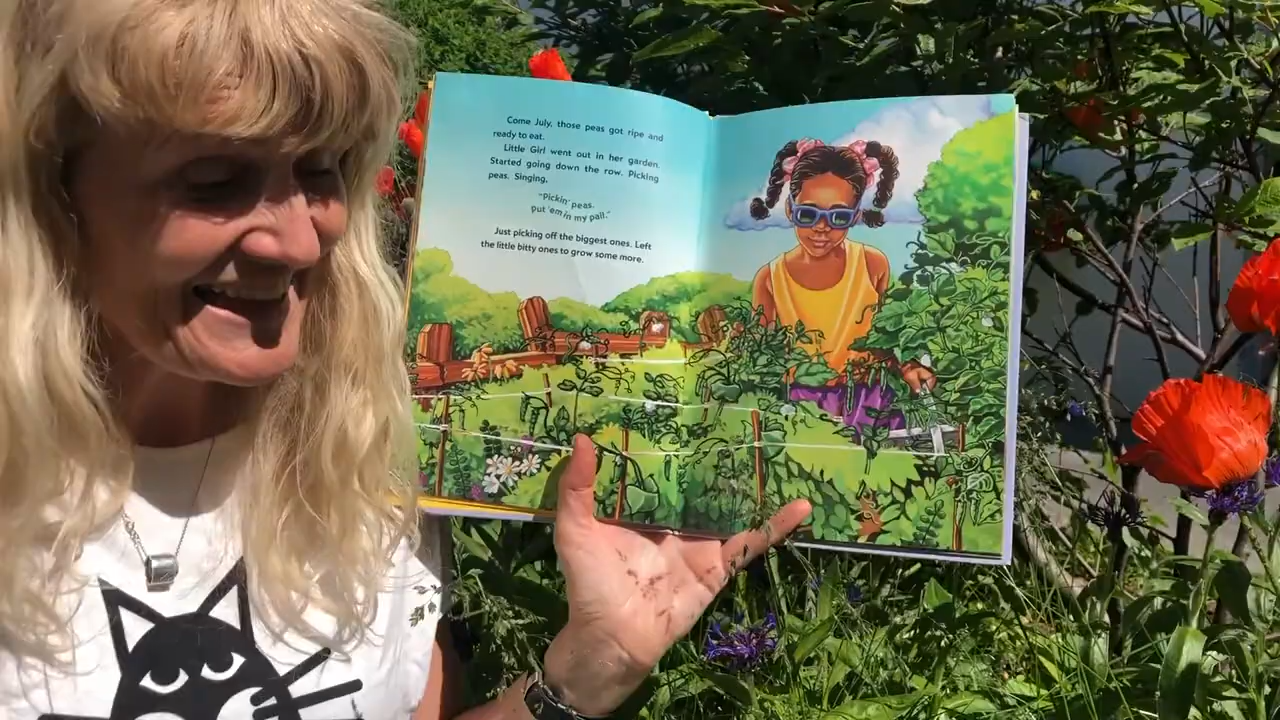 Come July, those peas got ripe and
ready to eat.
Little Girl went out in her garden.
Started going down the row. Picking
peas. Singing,
"Pickin' peas.
put 'em in my pail."
Just picking off the biggest ones. Left
the little bitty ones to grow some more.